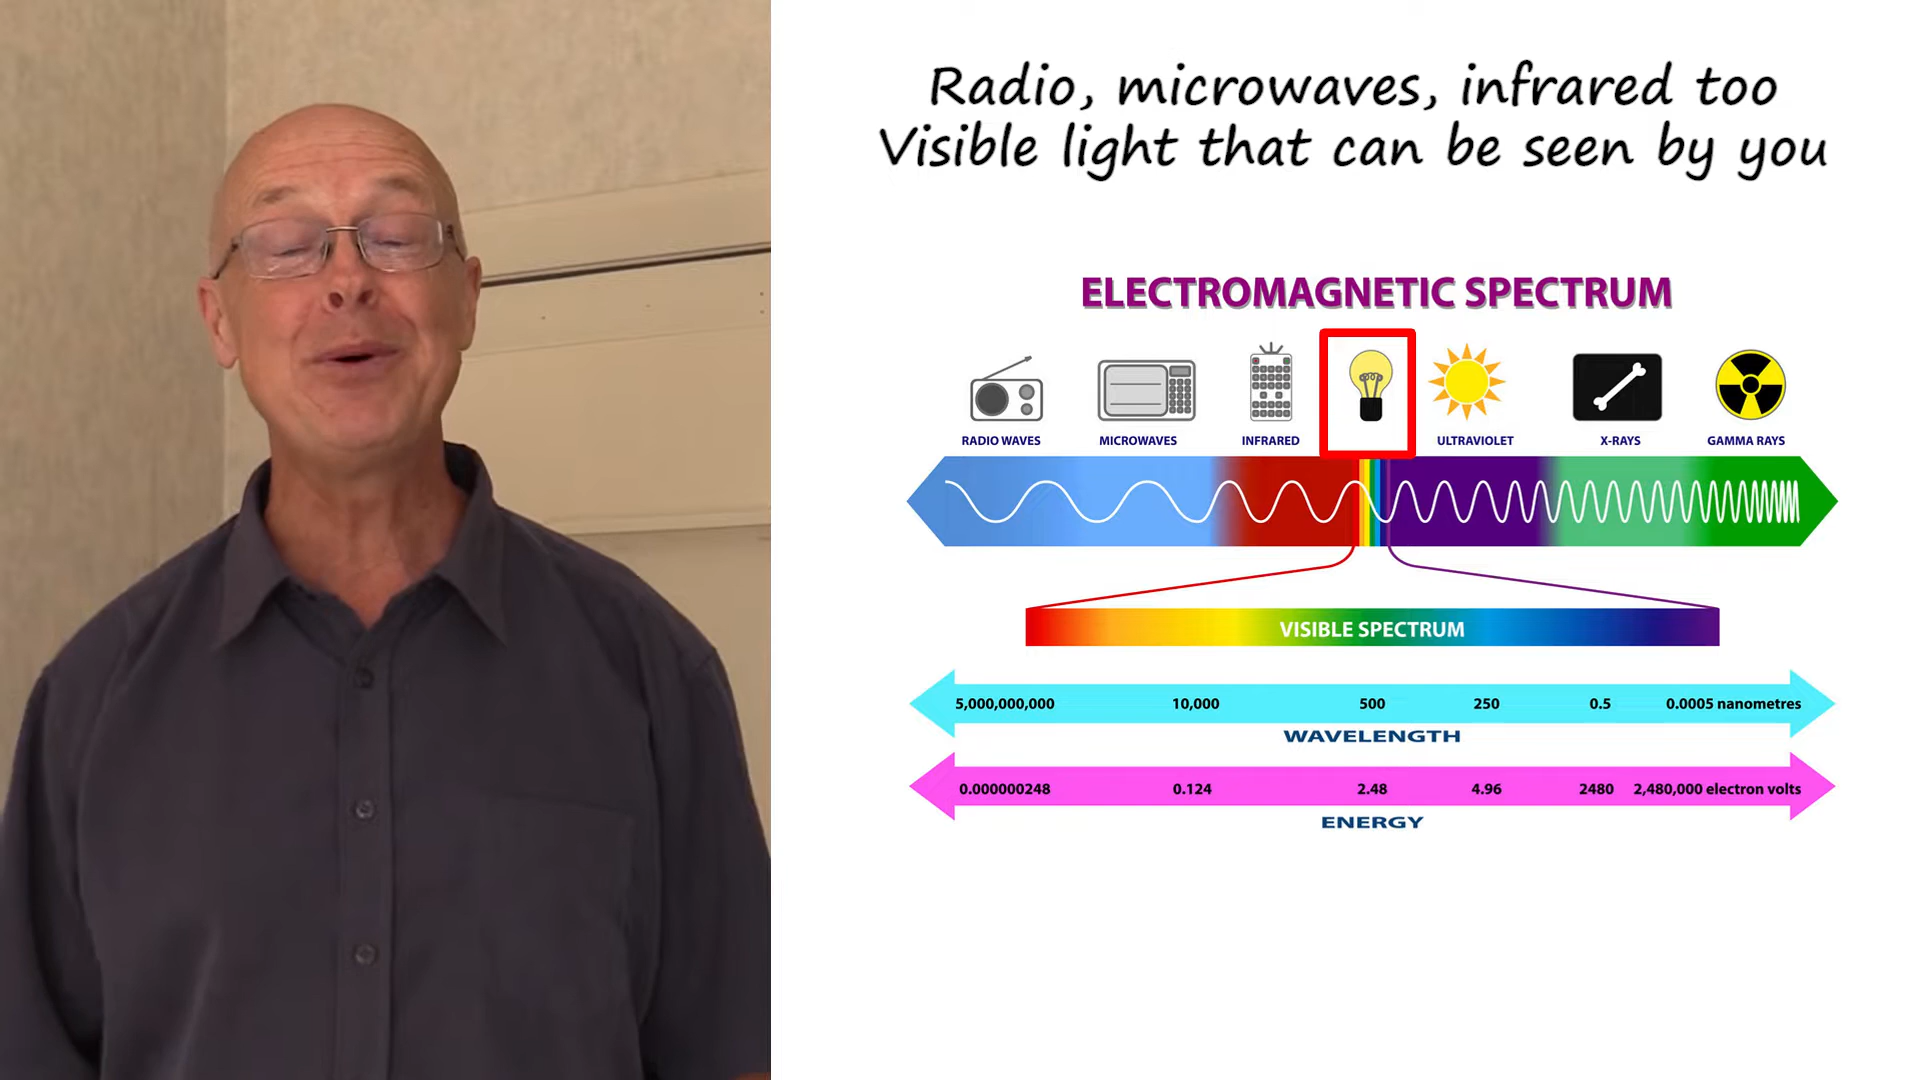 Radio, microwaves, infrared too
Visible light that can be seen by you
ELECTROMAGNETIC SPECTRUM
RADIO WAVES MICROWAVES INFRARED ULTRAVIOLET X-RAYS GAMMA RAYS
VISIBLE SPECTRUM
5,000,000,000 10,000 500 250 0.5 0.0005 nanometres
WAVELENGTH
0.000000248 0.124 2.48 4.96 2480 2,480,000 electron volts
ENERGY